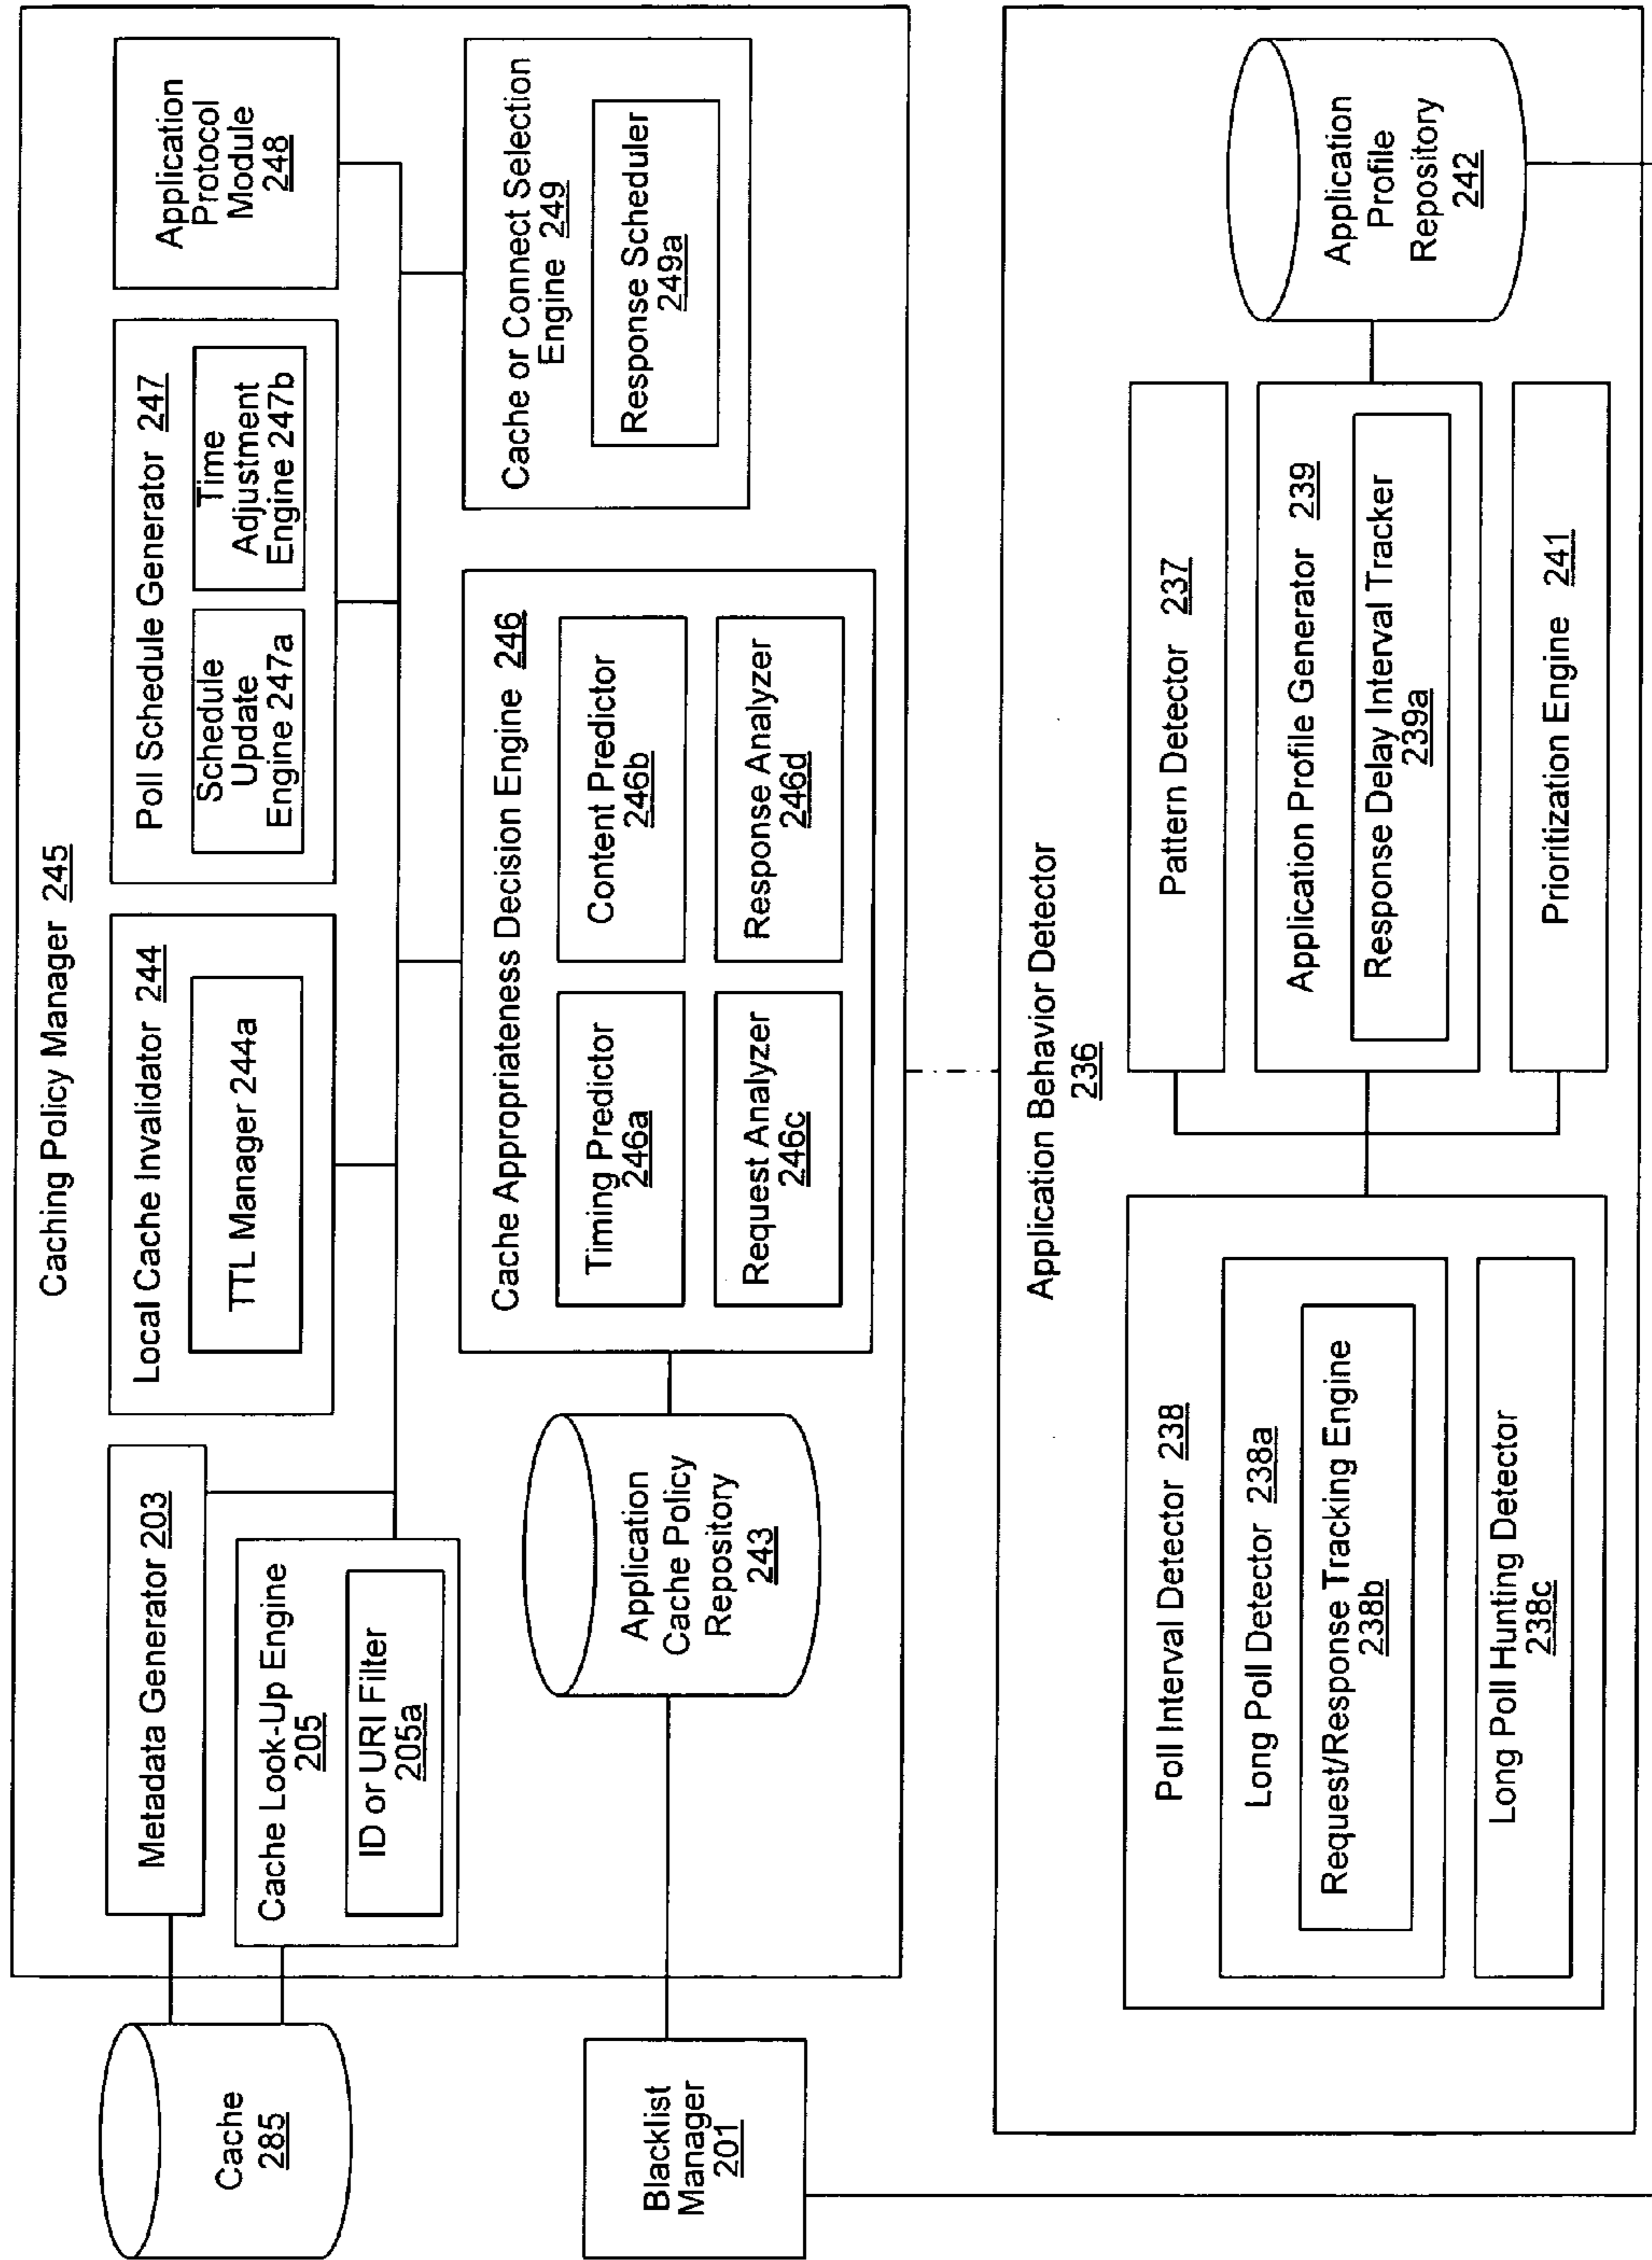 Caching Policy Manager 245
Cache
285
Metadata Generator 203
Cache Look-Up Engine
205
ID or URI Filter
205a
Local Cache Invalidator 244
TTL Manager 244a
Poll Schedule Generator 247
Schedule
Update
Engine 247a
Time
Adjustment
Engine 247b
Application
Protocol
Module
248
Blacklist
Manager
201
Application
Cache Policy
Repository
243
Cache Appropriateness Decision Engine 246
Timing Predictor
246a
Content Predictor
246b
Request Analyzer
246c
Response Analyzer
246d
Cache or Connect Selection
Engine 249
Response Scheduler
249a
Application Behavior Detector
236
Poll Interval Detector 238
Long Poll Detector 238a
Request/Response Tracking Engine
238b
Long Poll Hunting Detector
238c
Pattern Detector 237
Application Profile Generator 239
Response Delay Interval Tracker
239a
Prioritization Engine 241
Application
Profile
Repository
242